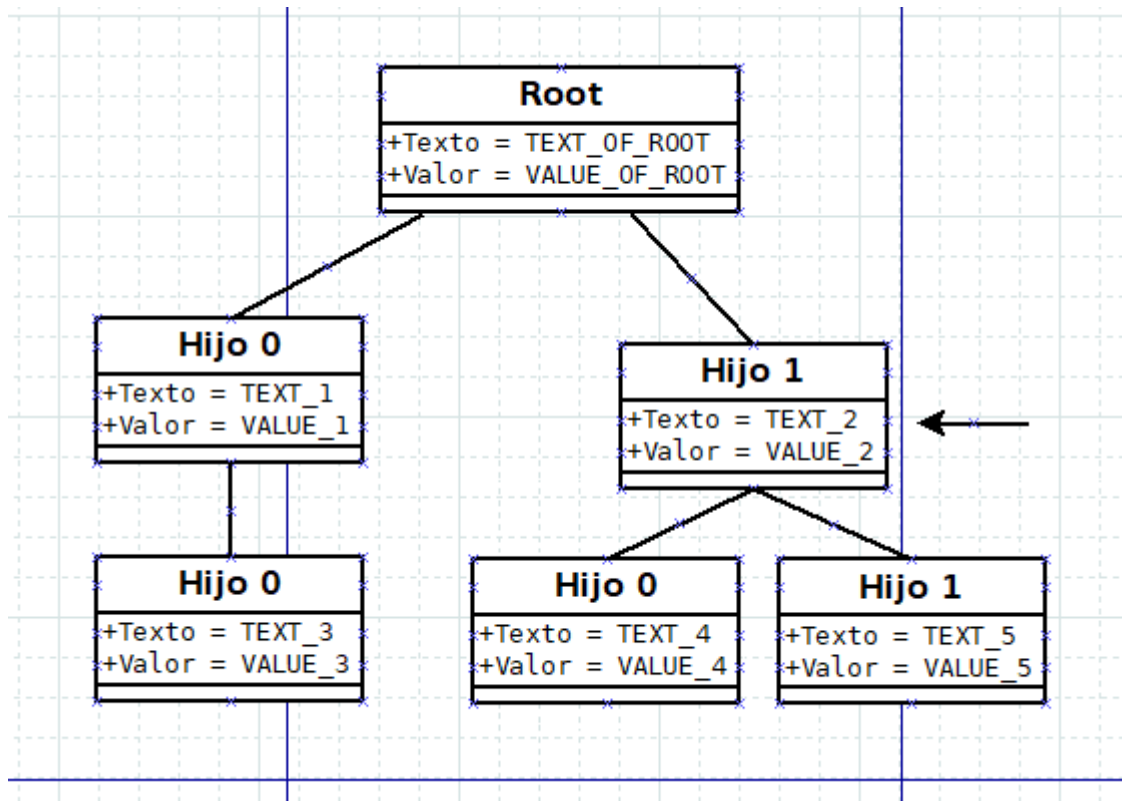 Root
+Texto = TEXT_OF_ROOT
+Valor = VALUE_OF_ROOT
Hijo 0
+Texto = TEXT_1
+Valor = VALUE_1
Hijo 1
+Texto = TEXT_2
+Valor = VALUE_2
Hijo 0
+Texto = TEXT_3
+Valor = VALUE_3
Hijo 0
+Texto = TEXT_4
+Valor = VALUE_4
Hijo 1
+Texto = TEXT_5
+Valor = VALUE_5